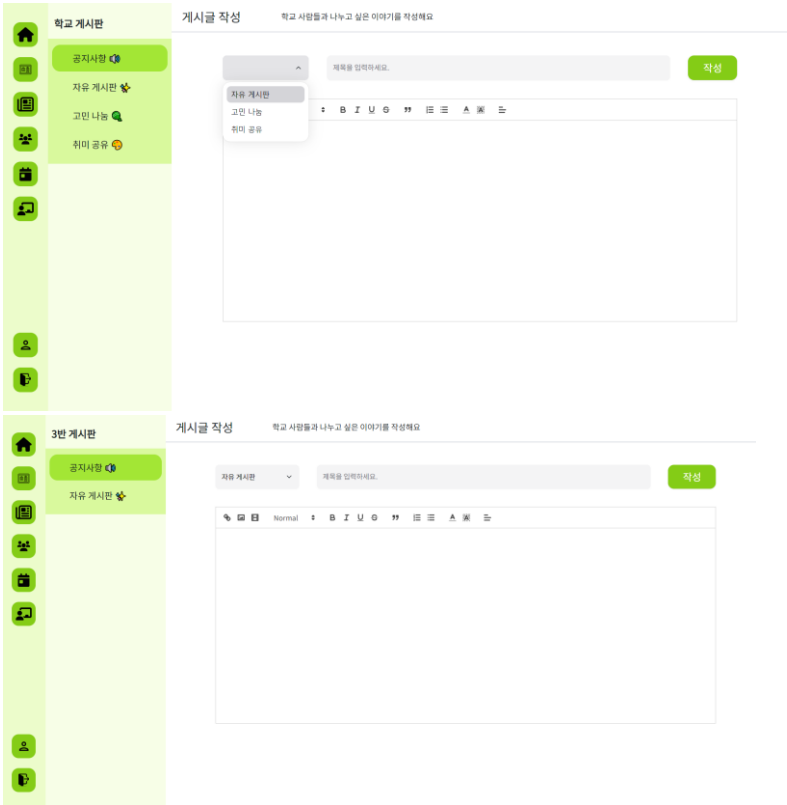 학교 게시판
공지사항
자유 게시판
고민 나눔
취미 공유
게시글 작성
학교 사람들과 나누고 싶은 이야기를 작성해요
제목을 입력하세요.
작성
자유 게시판
고민 나눔
취미 공유
B I U S
3반 게시판
공지사항
자유 게시판
게시글 작성
학교 사람들과 나누고 싶은 이야기를 작성해요
자유 게시판
제목을 입력하세요.
작성
Normal
B I U S